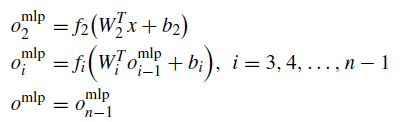 o_2^{mlp} = f_2(W_2^T x + b_2)
o_i^{mlp} = f_i(W_i^T o_{i-1}^{mlp} + b_i), i = 3, 4, ..., n − 1
o^{mlp} = o_{n-1}^{mlp}